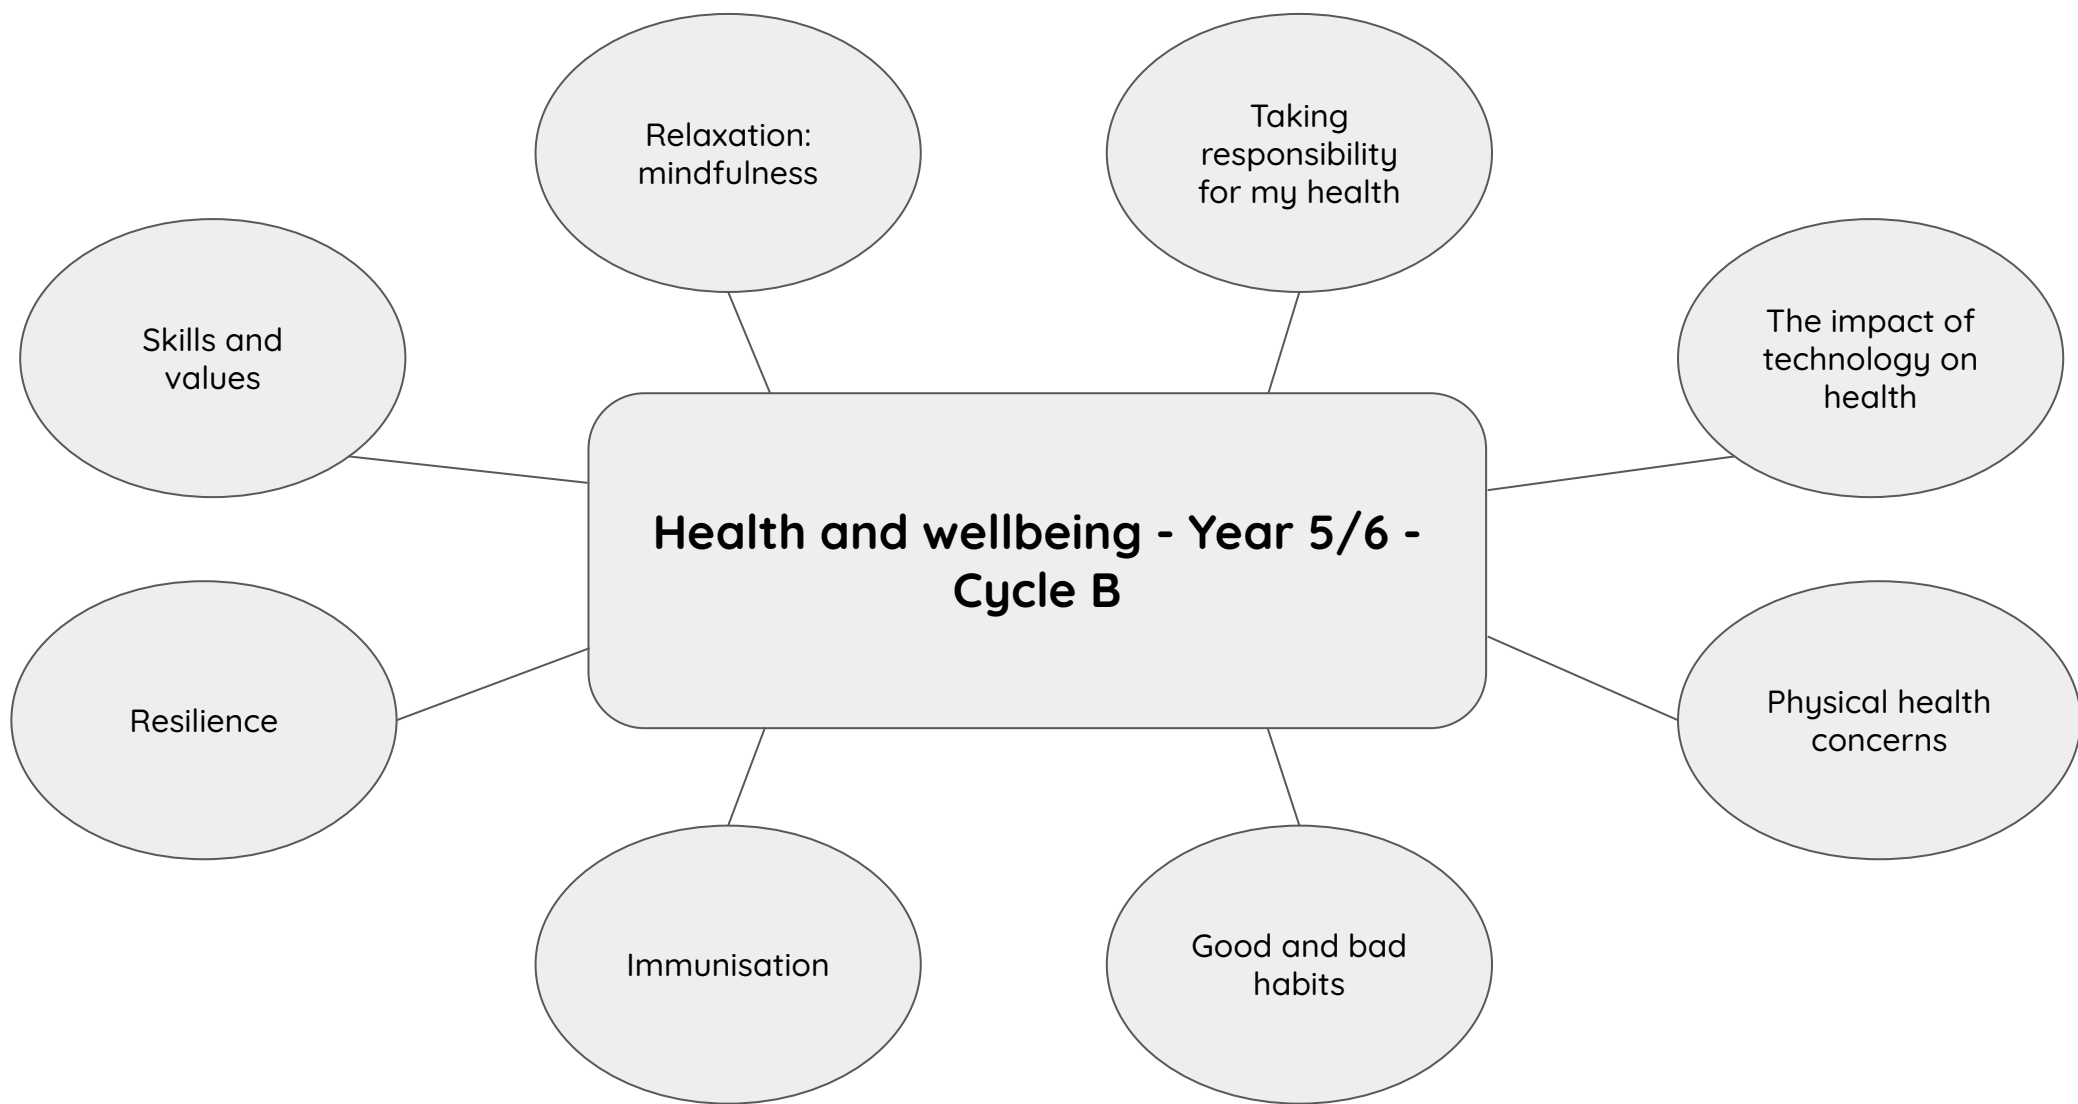 Relaxation:
mindfulness
Taking
responsibility
for my health
Skills and
values
The impact of
technology on
health
Health and wellbeing - Year 5/6 -
Cycle B
Resilience
Physical health
concerns
Immunisation
Good and bad
habits